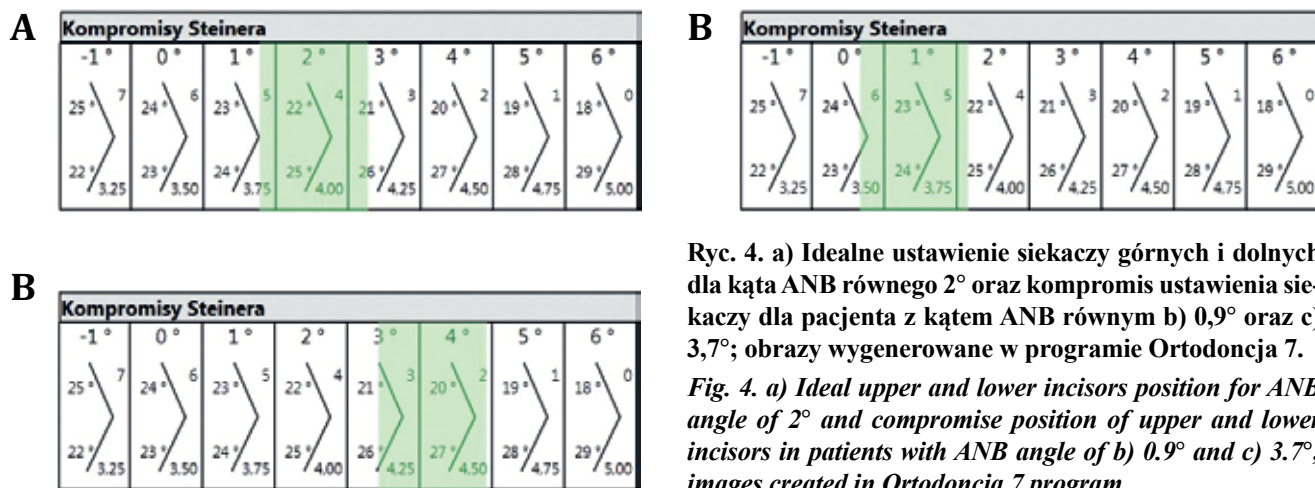 A
Kompromisy Steinera
-1° 0° 1° 2° 3° 4° 5° 6°
25° 7 24° 6 23° 5 22° 4 21° 3 20° 2 19° 1 18° 0
22° 3.25 23° 3.50 24° 3.75 25° 4.00 26° 4.25 27° 4.50 28° 4.75 29° 5.00
B
Kompromisy Steinera
-1° 0° 1° 2° 3° 4° 5° 6°
25° 7 24° 6 23° 5 22° 4 21° 3 20° 2 19° 1 18° 0
22° 3.25 23° 3.50 24° 3.75 25° 4.00 26° 4.25 27° 4.50 28° 4.75 29° 5.00
B
Kompromisy Steinera
-1° 0° 1° 2° 3° 4° 5° 6°
25° 7 24° 6 23° 5 22° 4 21 3 20° 2 19° 1 18° 0
22° 3.25 23° 3.50 24° 3.75 25° 4.00 26 4.25 27° 4.50 28° 4.75 29° 5.00
Ryc. 4. a) Idealne ustawienie siekaczy górnych i dolnych
dla kąta ANB równego 2° oraz kompromis ustawienia sie-
kaczy dla pacjenta z kątem ANB równym b) 0,9° oraz c)
3,7°; obrazy wygenerowane w programie Ortodoncja 7.
Fig. 4. a) Ideal upper and lower incisors position for ANB
angle of 2° and compromise position of upper and lower
incisors in patients with ANB angle of b) 0.9° and c) 3.7°;
images created in Ortodoncja 7 program